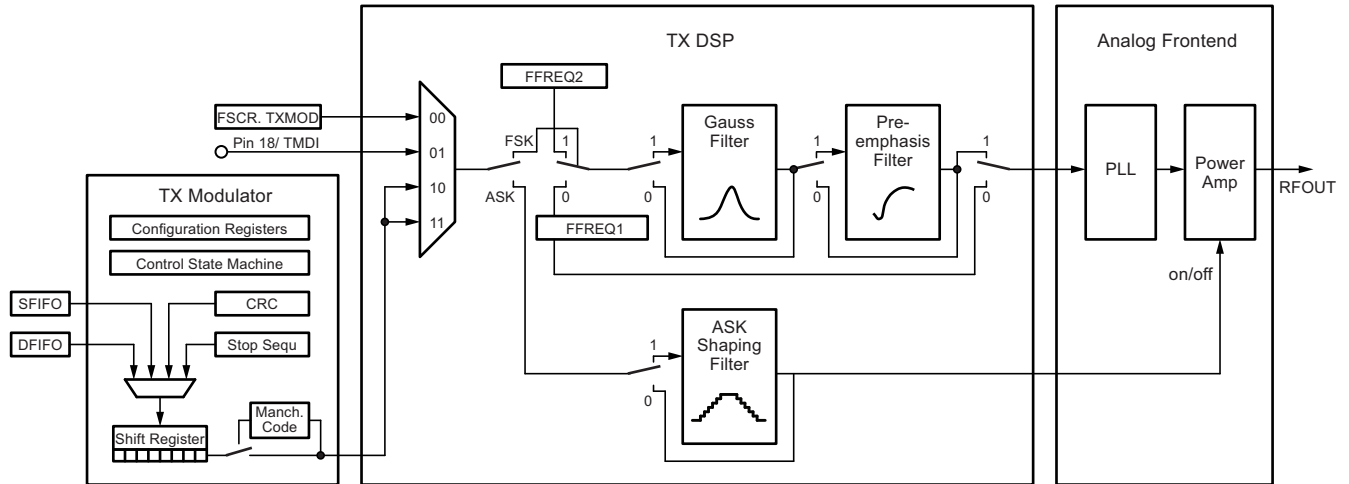 TX DSP
Analog Frontend
FFREQ2
FSCR. TXMOD
Pin 18/ TMDI
00
01
10
11
FSK
ASK
1
0
FFREQ1
1
0
Gauss
Filter
1
0
Pre-
emphasis
Filter
1
0
PLL
Power
Amp
RFOUT
on/off
TX Modulator
Configuration Registers
Control State Machine
SFIFO
CRC
DFIFO
Stop Sequ
Shift Register
Manch.
Code
1
0
ASK
Shaping
Filter